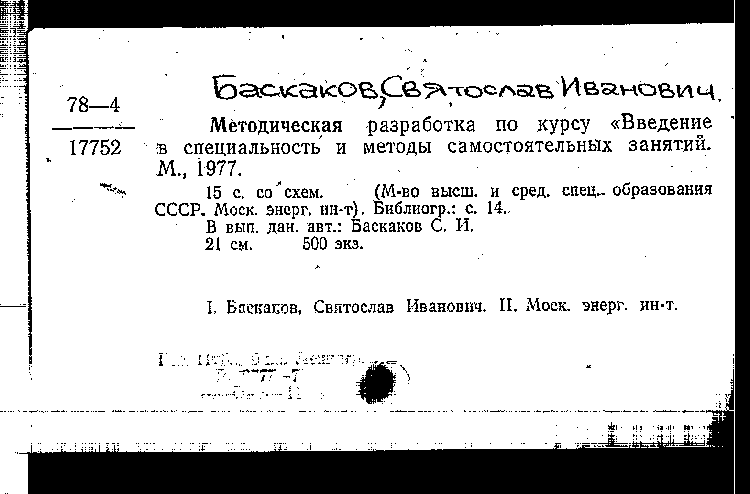 Баскаков, Святослав Иванович.
78—4
Методическая разработка по курсу «Введение
17752
в специальность и методы самостоятельных занятий.
М., 1977.
15 с. со схем. (М-во высш. и сред. спец. образования
СССР. Моск. энерг. ин-т). Библиогр.: с. 14.
В вып. дан. авт.: Баскаков С. И.
21 см. 500 экз.
I. Баскаков, Святослав Иванович. II. Моск. энерг. ин-т.